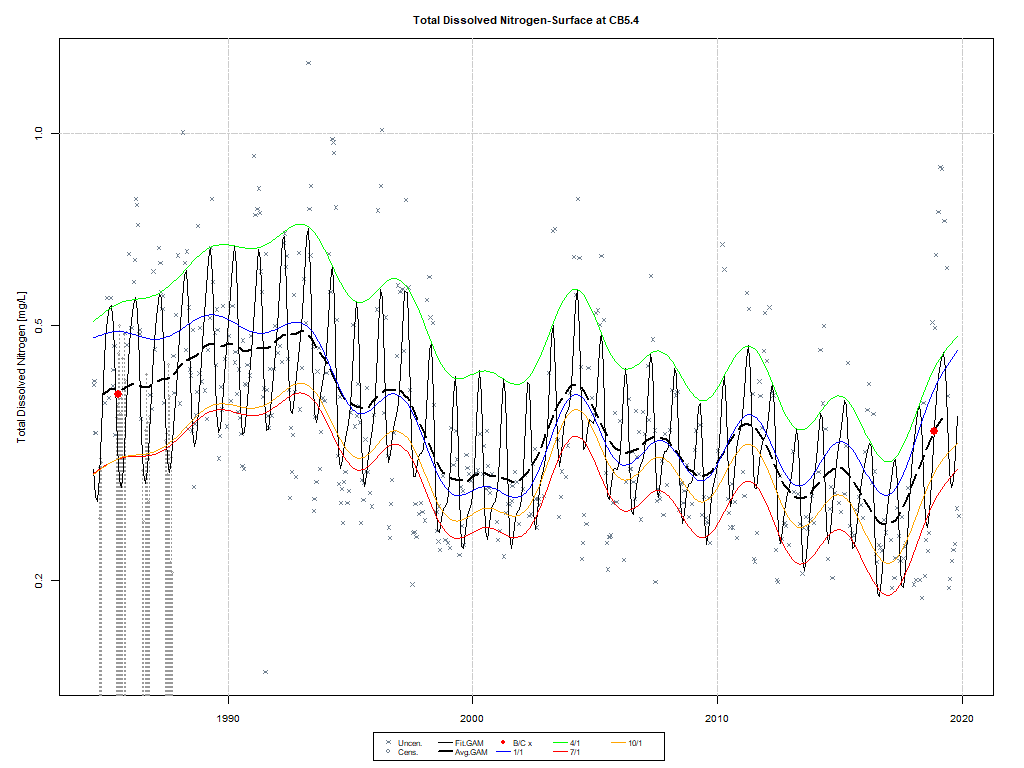 Total Dissolved Nitrogen-Surface at CB5.4
Total Dissolved Nitrogen [mg/L]
1.0
0.5
0.2
1990 2000 2010 2020
Uncen. Fit.GAM B/C x 4/1 10/1
Cens. Avg.GAM 1/1 7/1